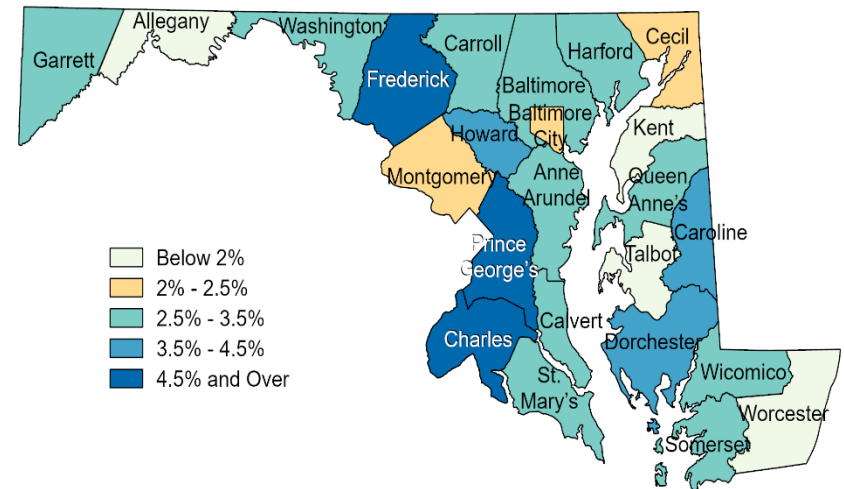 Allegany
Washington
Garrett
Carroll
Harford
Cecil
Frederick
Baltimore
Baltimore
City
Howard
Kent
Montgomery
Anne
Arundel
Queen
Anne's
Prince
George's
Talbot
Caroline
Below 2%
2% - 2.5%
2.5% - 3.5%
3.5% - 4.5%
4.5% and Over
Calvert
Charles
Dorchester
St.
Mary's
Wicomico
Worcester
Somerset